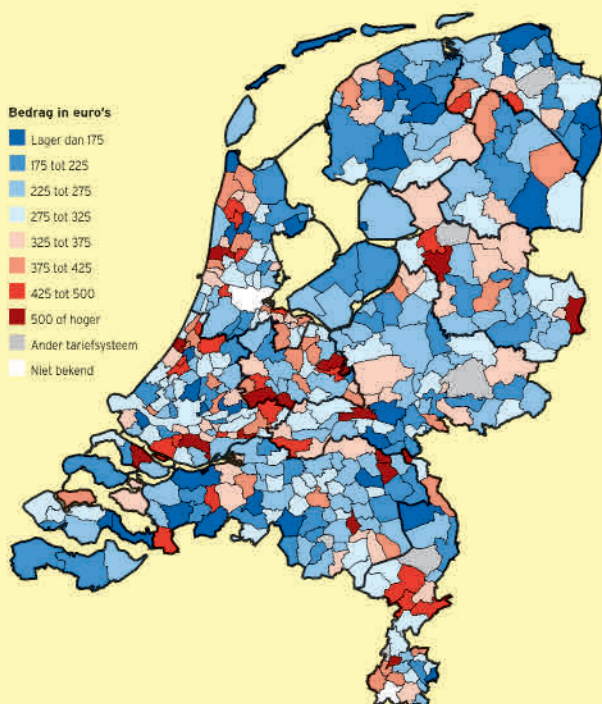 Bedrag in euro's
Lager dan 175
175 tot 225
225 tot 275
275 tot 325
325 tot 375
375 tot 425
425 tot 500
500 of hoger
Ander tariefsysteem
Niet bekend